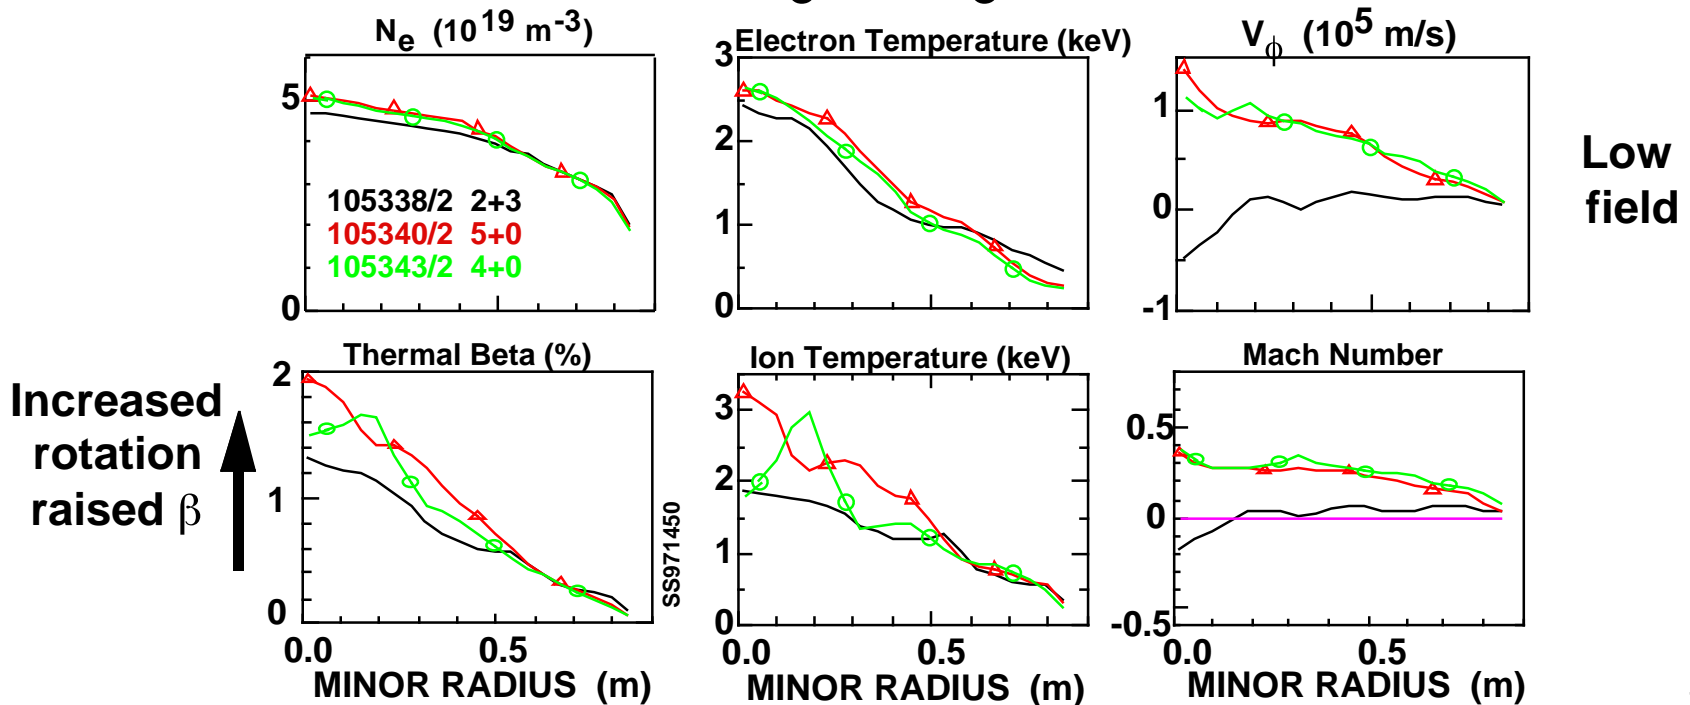 N_e (10^19 m^-3)
5
0
105338/2 2+3
105340/2 5+0
105343/2 4+0
Electron Temperature (keV)
3
2
1
0
V_ϕ (10^5 m/s)
1
0
-1
Low
field
Increased
rotation
raised β
Thermal Beta (%)
2
1
0
0.0 0.5
MINOR RADIUS (m)
SS971450
Ion Temperature (keV)
3
2
1
0
0.0 0.5
MINOR RADIUS (m)
Mach Number
0.5
0
-0.5
0.0 0.5
MINOR RADIUS (m)